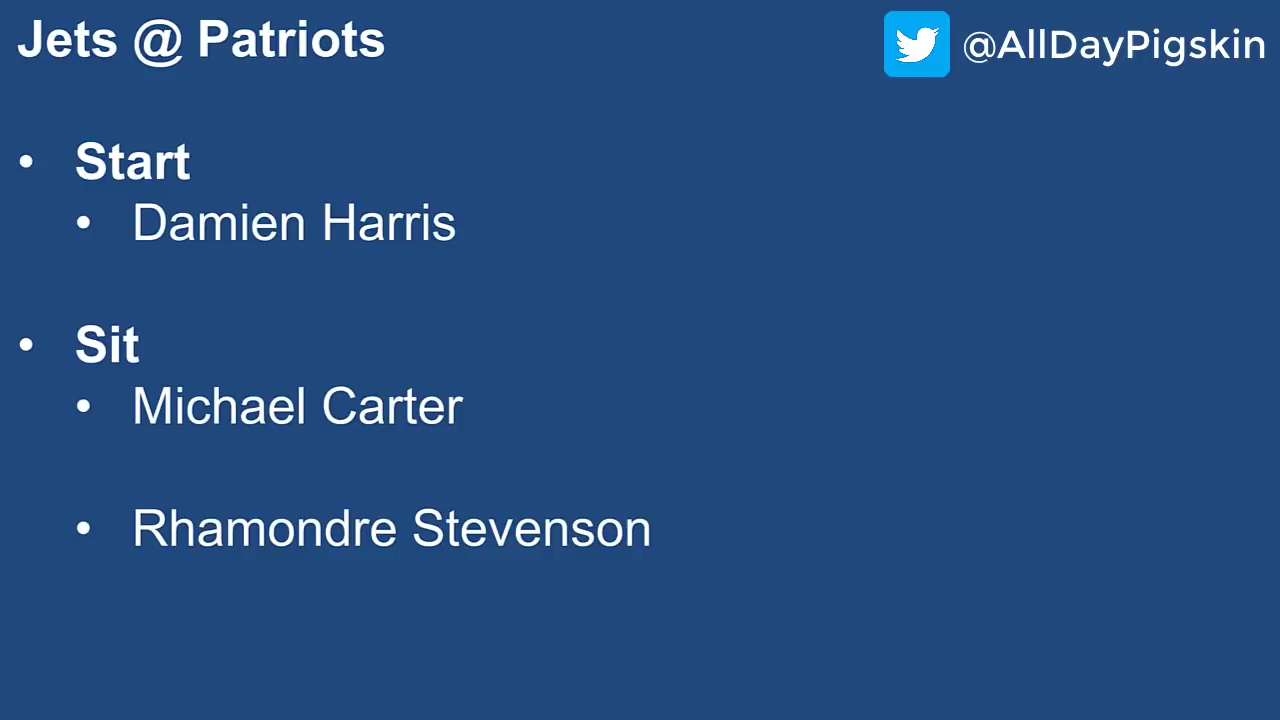 Jets @ Patriots
@AllDayPigskin
• Start
• Damien Harris
• Sit
• Michael Carter
• Rhamondre Stevenson